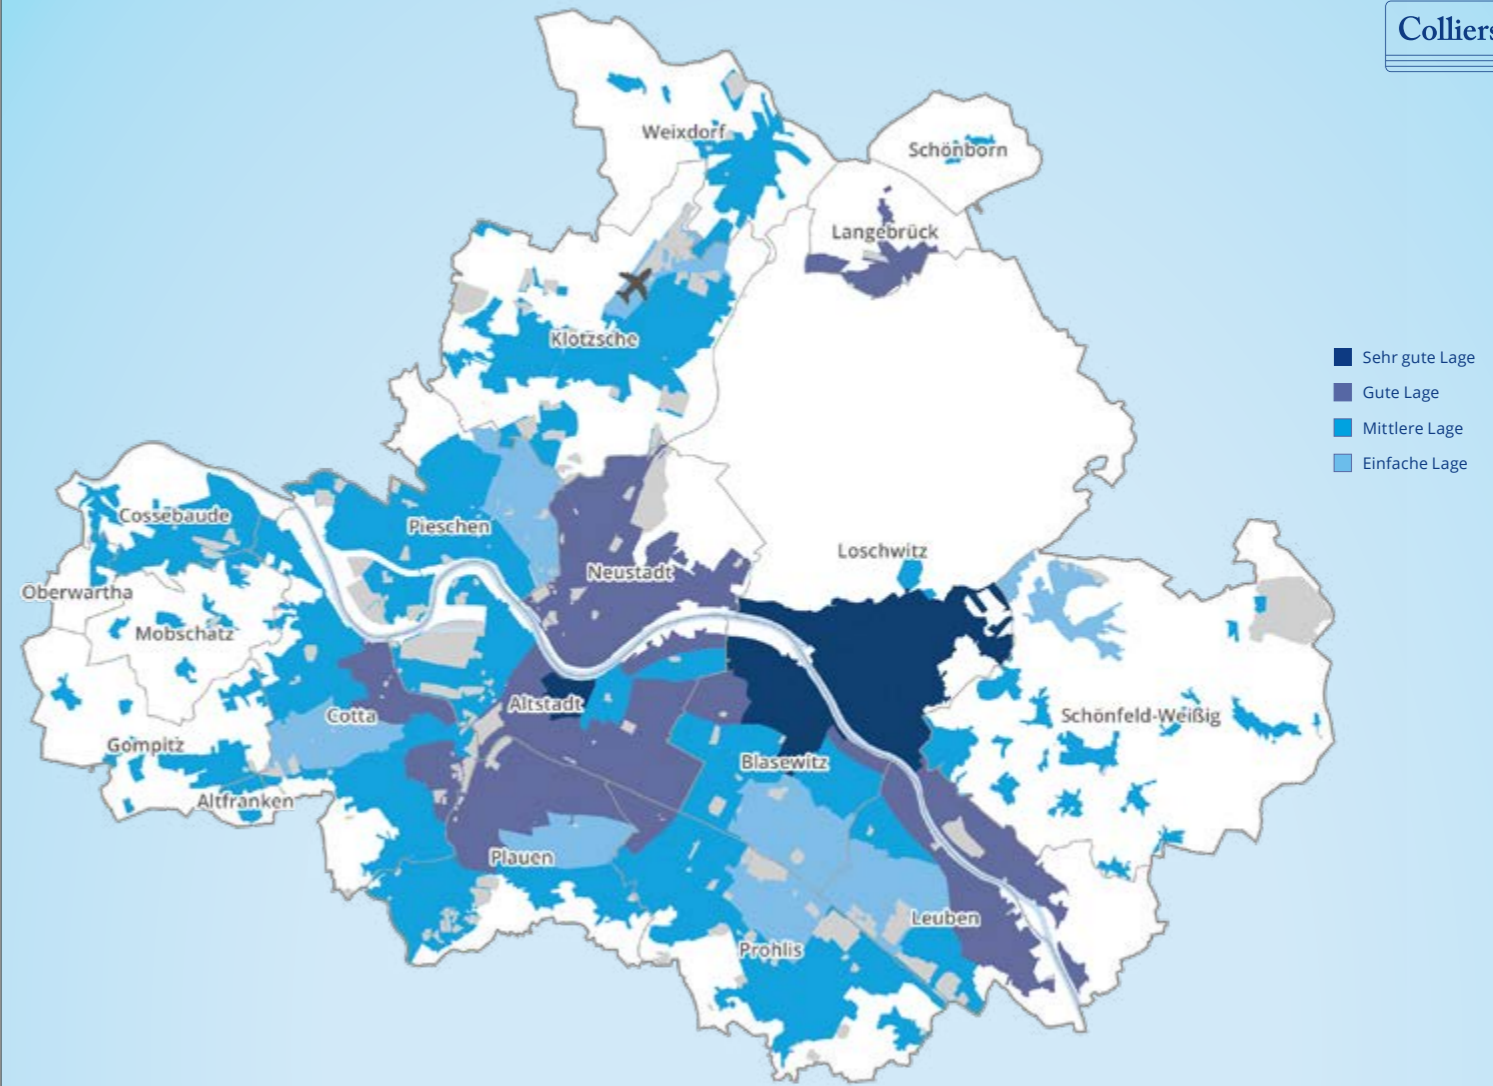 Colliers
Weixdorf
Schönborn
Langebrück
Klotzsche
Sehr gute Lage
Gute Lage
Mittlere Lage
Einfache Lage
Cossebaude
Pieschen
Loschwitz
Neustadt
Oberwartha
Mobschatz
Altstadt
Cotta
Schönfeld-Weißig
Gompitz
Blasewitz
Altfranken
Plauen
Leuben
Prohlis